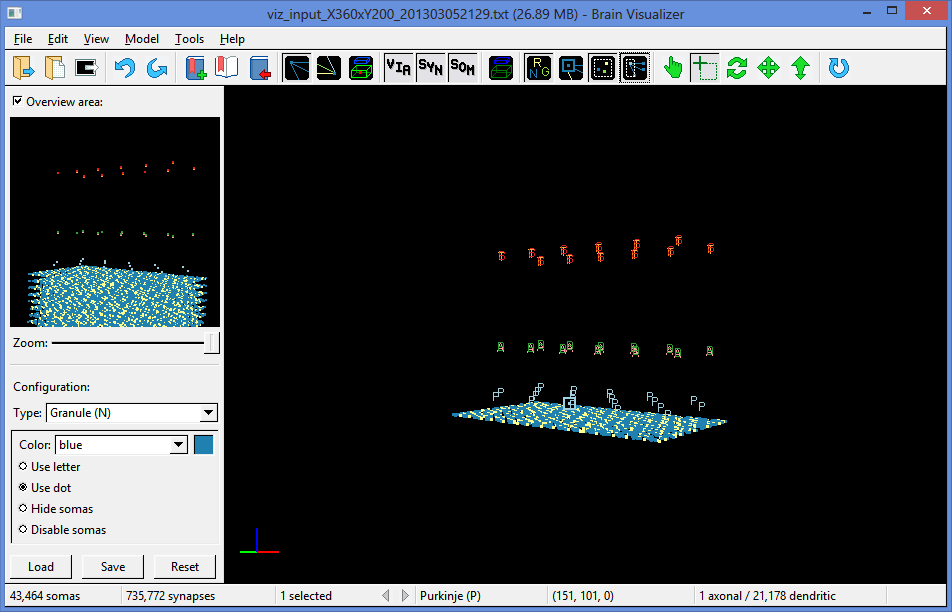 viz_input_X360xY200_201303052129.txt (26.89 MB) - Brain Visualizer
File Edit View Model Tools Help
VIA SYN SOM R N G
Overview area:
Zoom:
Configuration:
Type: Granule (N)
Color: blue
Use letter
Use dot
Hide somas
Disable somas
Load Save Reset
43,464 somas 735,772 synapses 1 selected Purkinje (P) (151, 101, 0) 1 axonal / 21,178 dendritic